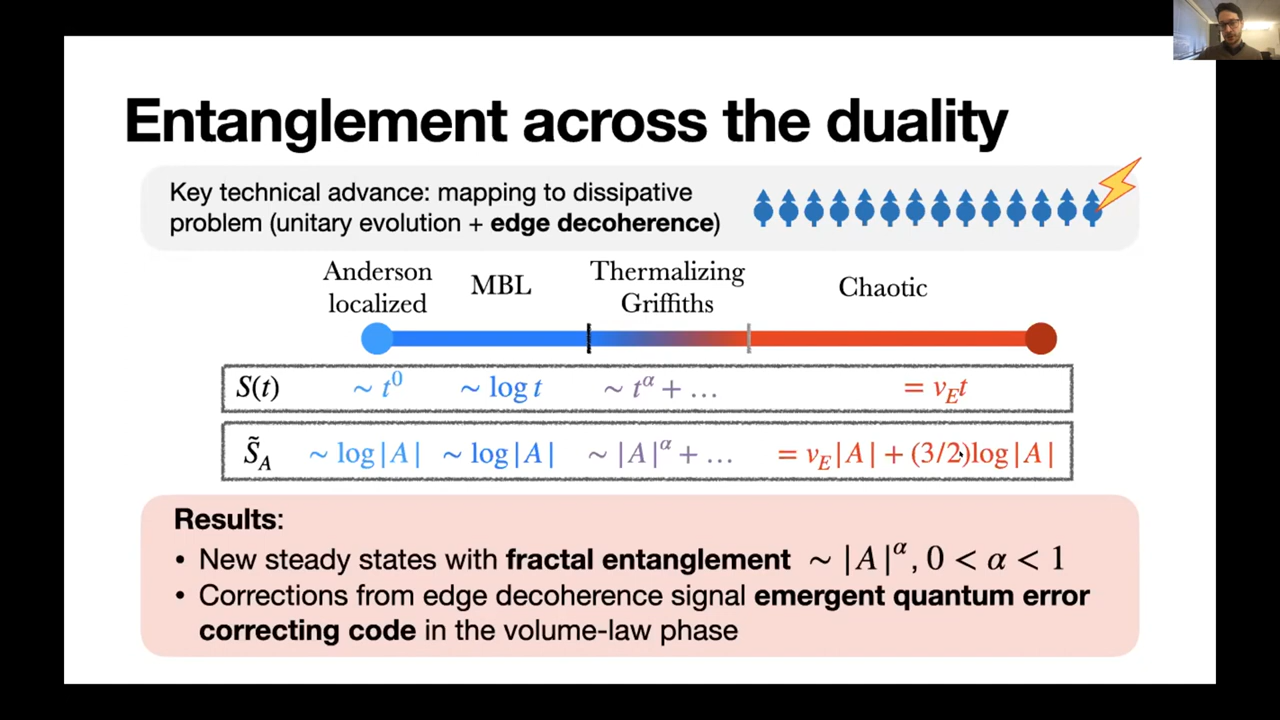 Entanglement across the duality
Key technical advance: mapping to dissipative
problem (unitary evolution + edge decoherence)
Anderson
localized
MBL
Thermalizing
Griffiths
Chaotic
S(t) ~ t⁰ ~ log t ~ t^α + … = v_E t
S̃_A ~ log|A| ~ log|A| ~ |A|^α + … = v_E|A| + (3/2)log|A|
Results:
• New steady states with fractal entanglement ~ |A|^α, 0 < α < 1
• Corrections from edge decoherence signal emergent quantum error
correcting code in the volume-law phase